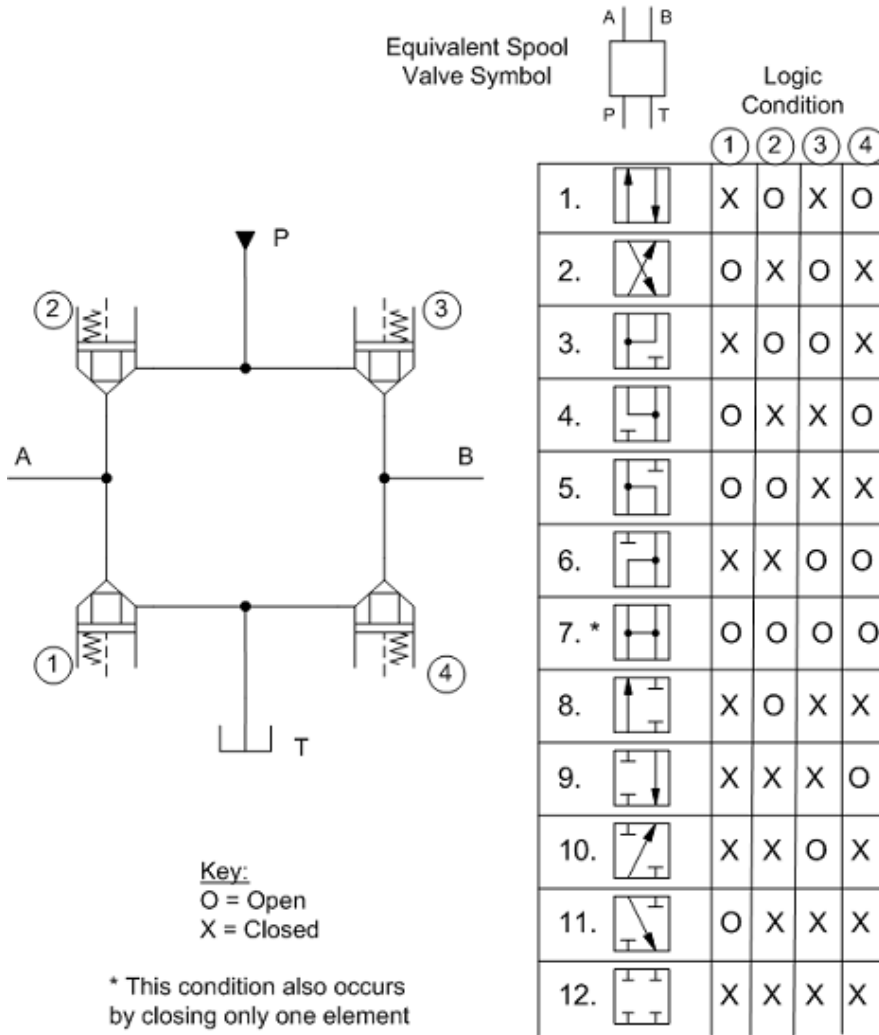 Equivalent Spool
Valve Symbol
A B
P T
Logic
Condition
1 2 3 4
1. X O X O
2. O X O X
3. X O O X
4. O X X O
5. O O X X
6. X X O O
7. * O O O O
8. X O X X
9. X X X O
10. X X O X
11. O X X X
12. X X X X
P
2 3
A B
1 4
T
Key:
O = Open
X = Closed
* This condition also occurs
by closing only one element